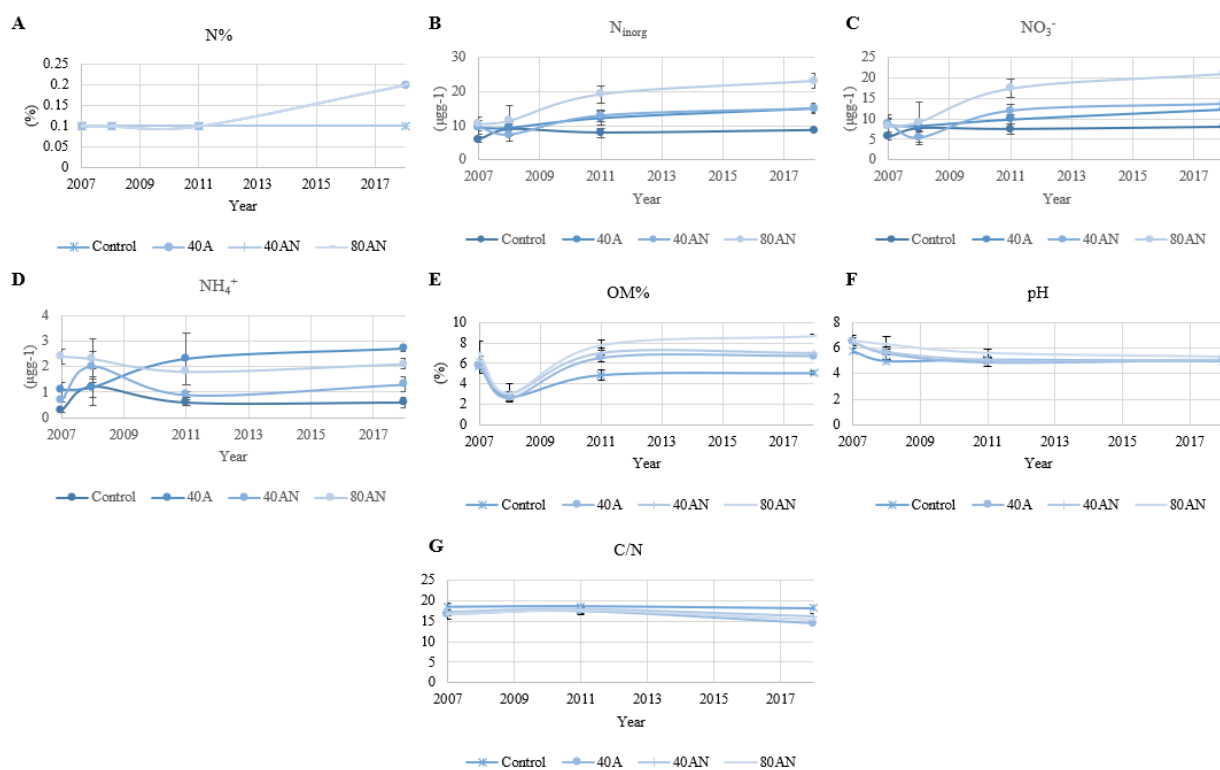 A
N%
0.25
0.2
0.15
0.1
0.05
0
(%)
2007 2009 2011 2013 2015 2017
Year
Control 40A 40AN 80AN
B
N_inorg
30
20
10
0
(µgg-1)
2007 2009 2011 2013 2015 2017
Year
Control 40A 40AN 80AN
C
NO₃⁻
25
20
15
10
5
0
(µgg-1)
2007 2009 2011 2013 2015 2017
Year
Control 40A 40AN 80AN
D
NH₄⁺
4
3
2
1
0
(µgg-1)
2007 2009 2011 2013 2015 2017
Year
Control 40A 40AN 80AN
E
OM%
10
8
6
4
2
0
(%)
2007 2009 2011 2013 2015 2017
Year
Control 40A 40AN 80AN
F
pH
8
6
4
2
0
2007 2009 2011 2013 2015 2017
Year
Control 40A 40AN 80AN
G
C/N
25
20
15
10
5
0
2007 2009 2011 2013 2015 2017
Year
Control 40A 40AN 80AN